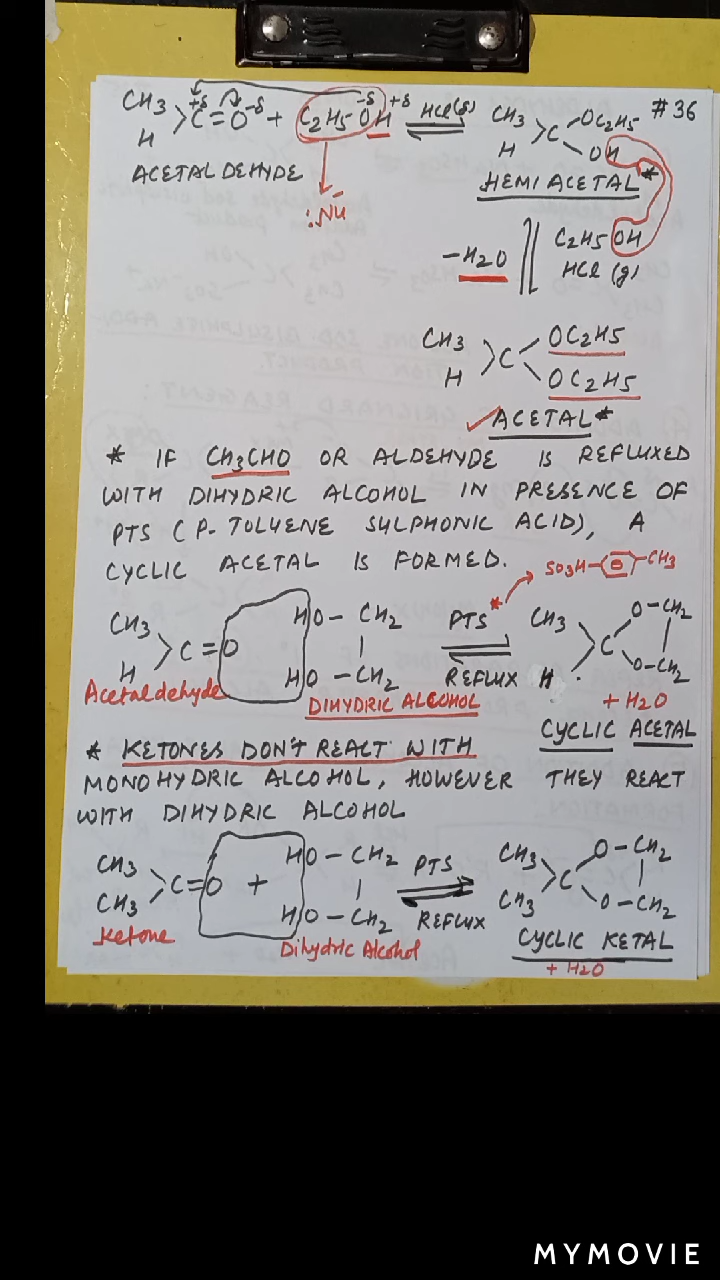 CH3 +δ -δ -δ +δ HCl(g) CH3 OC2H5 #36
>C=O + C2H5-OH ⇌ >C<
H H OH
ACETALDEHYDE HEMIACETAL*
:Nu⁻
C2H5OH
-H2O HCl (g)
CH3 OC2H5
>C<
H OC2H5
ACETAL*
* IF CH3CHO OR ALDEHYDE IS REFLUXED
WITH DIHYDRIC ALCOHOL IN PRESENCE OF
PTS (P-TOLUENE SULPHONIC ACID), A
CYCLIC ACETAL IS FORMED.
SO3H-⌬-CH3
CH3 HO-CH2 PTS* CH3 O-CH2
>C=O | ⇌ >C< |
H HO-CH2 REFLUX H O-CH2
Acetaldehyde DIHYDRIC ALCOHOL + H2O
CYCLIC ACETAL
* KETONES DON'T REACT WITH
MONOHYDRIC ALCOHOL, HOWEVER THEY REACT
WITH DIHYDRIC ALCOHOL
CH3 HO-CH2 PTS CH3 O-CH2
>C=O + | ⇌ >C< |
CH3 HO-CH2 REFLUX CH3 O-CH2
Ketone Dihydric Alcohol CYCLIC KETAL
+ H2O
MYMOVIE